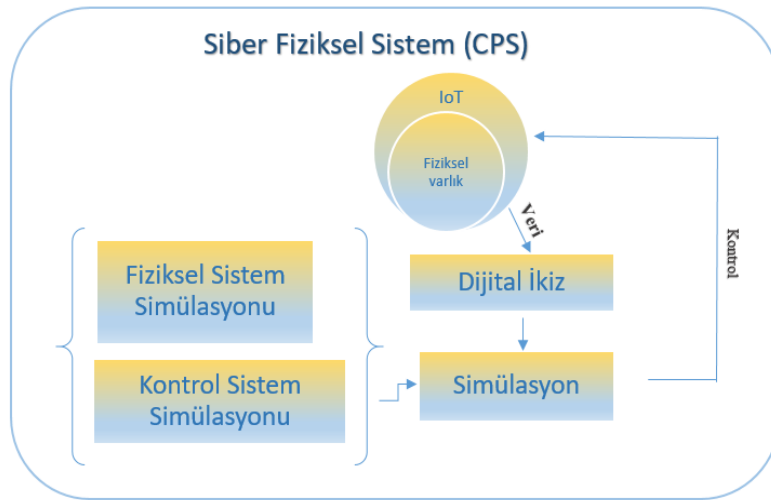 Siber Fiziksel Sistem (CPS)
IoT
Fiziksel
varlık
Veri
Kontrol
Dijital İkiz
Fiziksel Sistem
Simülasyonu
Kontrol Sistem
Simülasyonu
Simülasyon